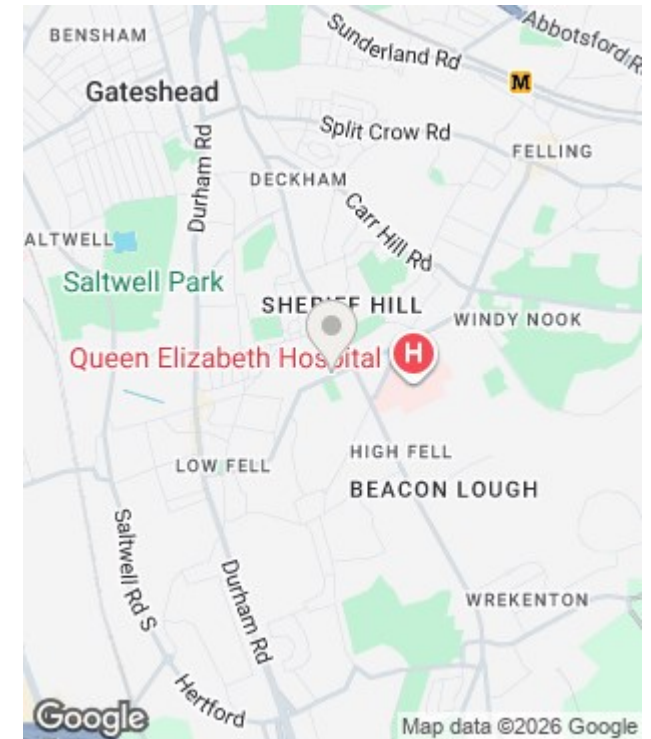 BENSHAM
Abbotsford R
Sunderland Rd
M
Gateshead
Split Crow Rd
FELLING
Durham Rd
DECKHAM
Carr Hill Rd
ALTWELL
Saltwell Park
SHERIFF HILL
WINDY NOOK
Queen Elizabeth Hospital
H
HIGH FELL
LOW FELL
BEACON LOUGH
Saltwell Rd S
Durham Rd
WREKENTON
Hertford
Google
Map data ©2026 Google